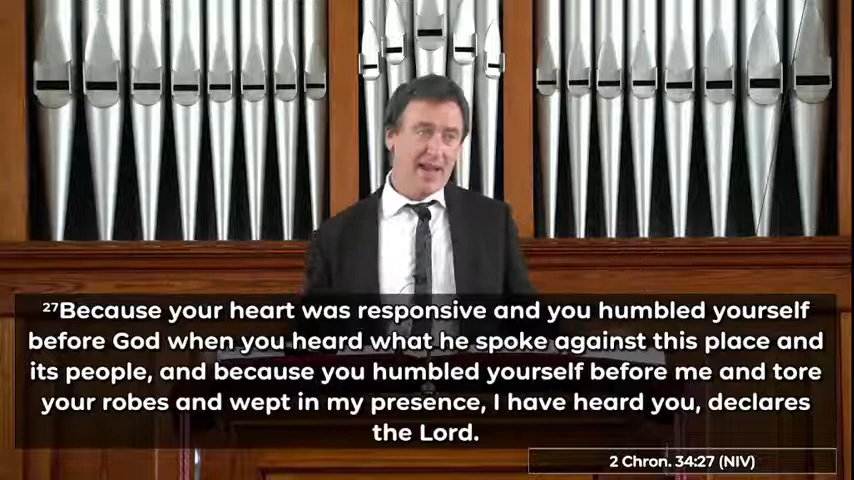 ²⁷Because your heart was responsive and you humbled yourself
before God when you heard what he spoke against this place and
its people, and because you humbled yourself before me and tore
your robes and wept in my presence, I have heard you, declares
the Lord.
2 Chron. 34:27 (NIV)